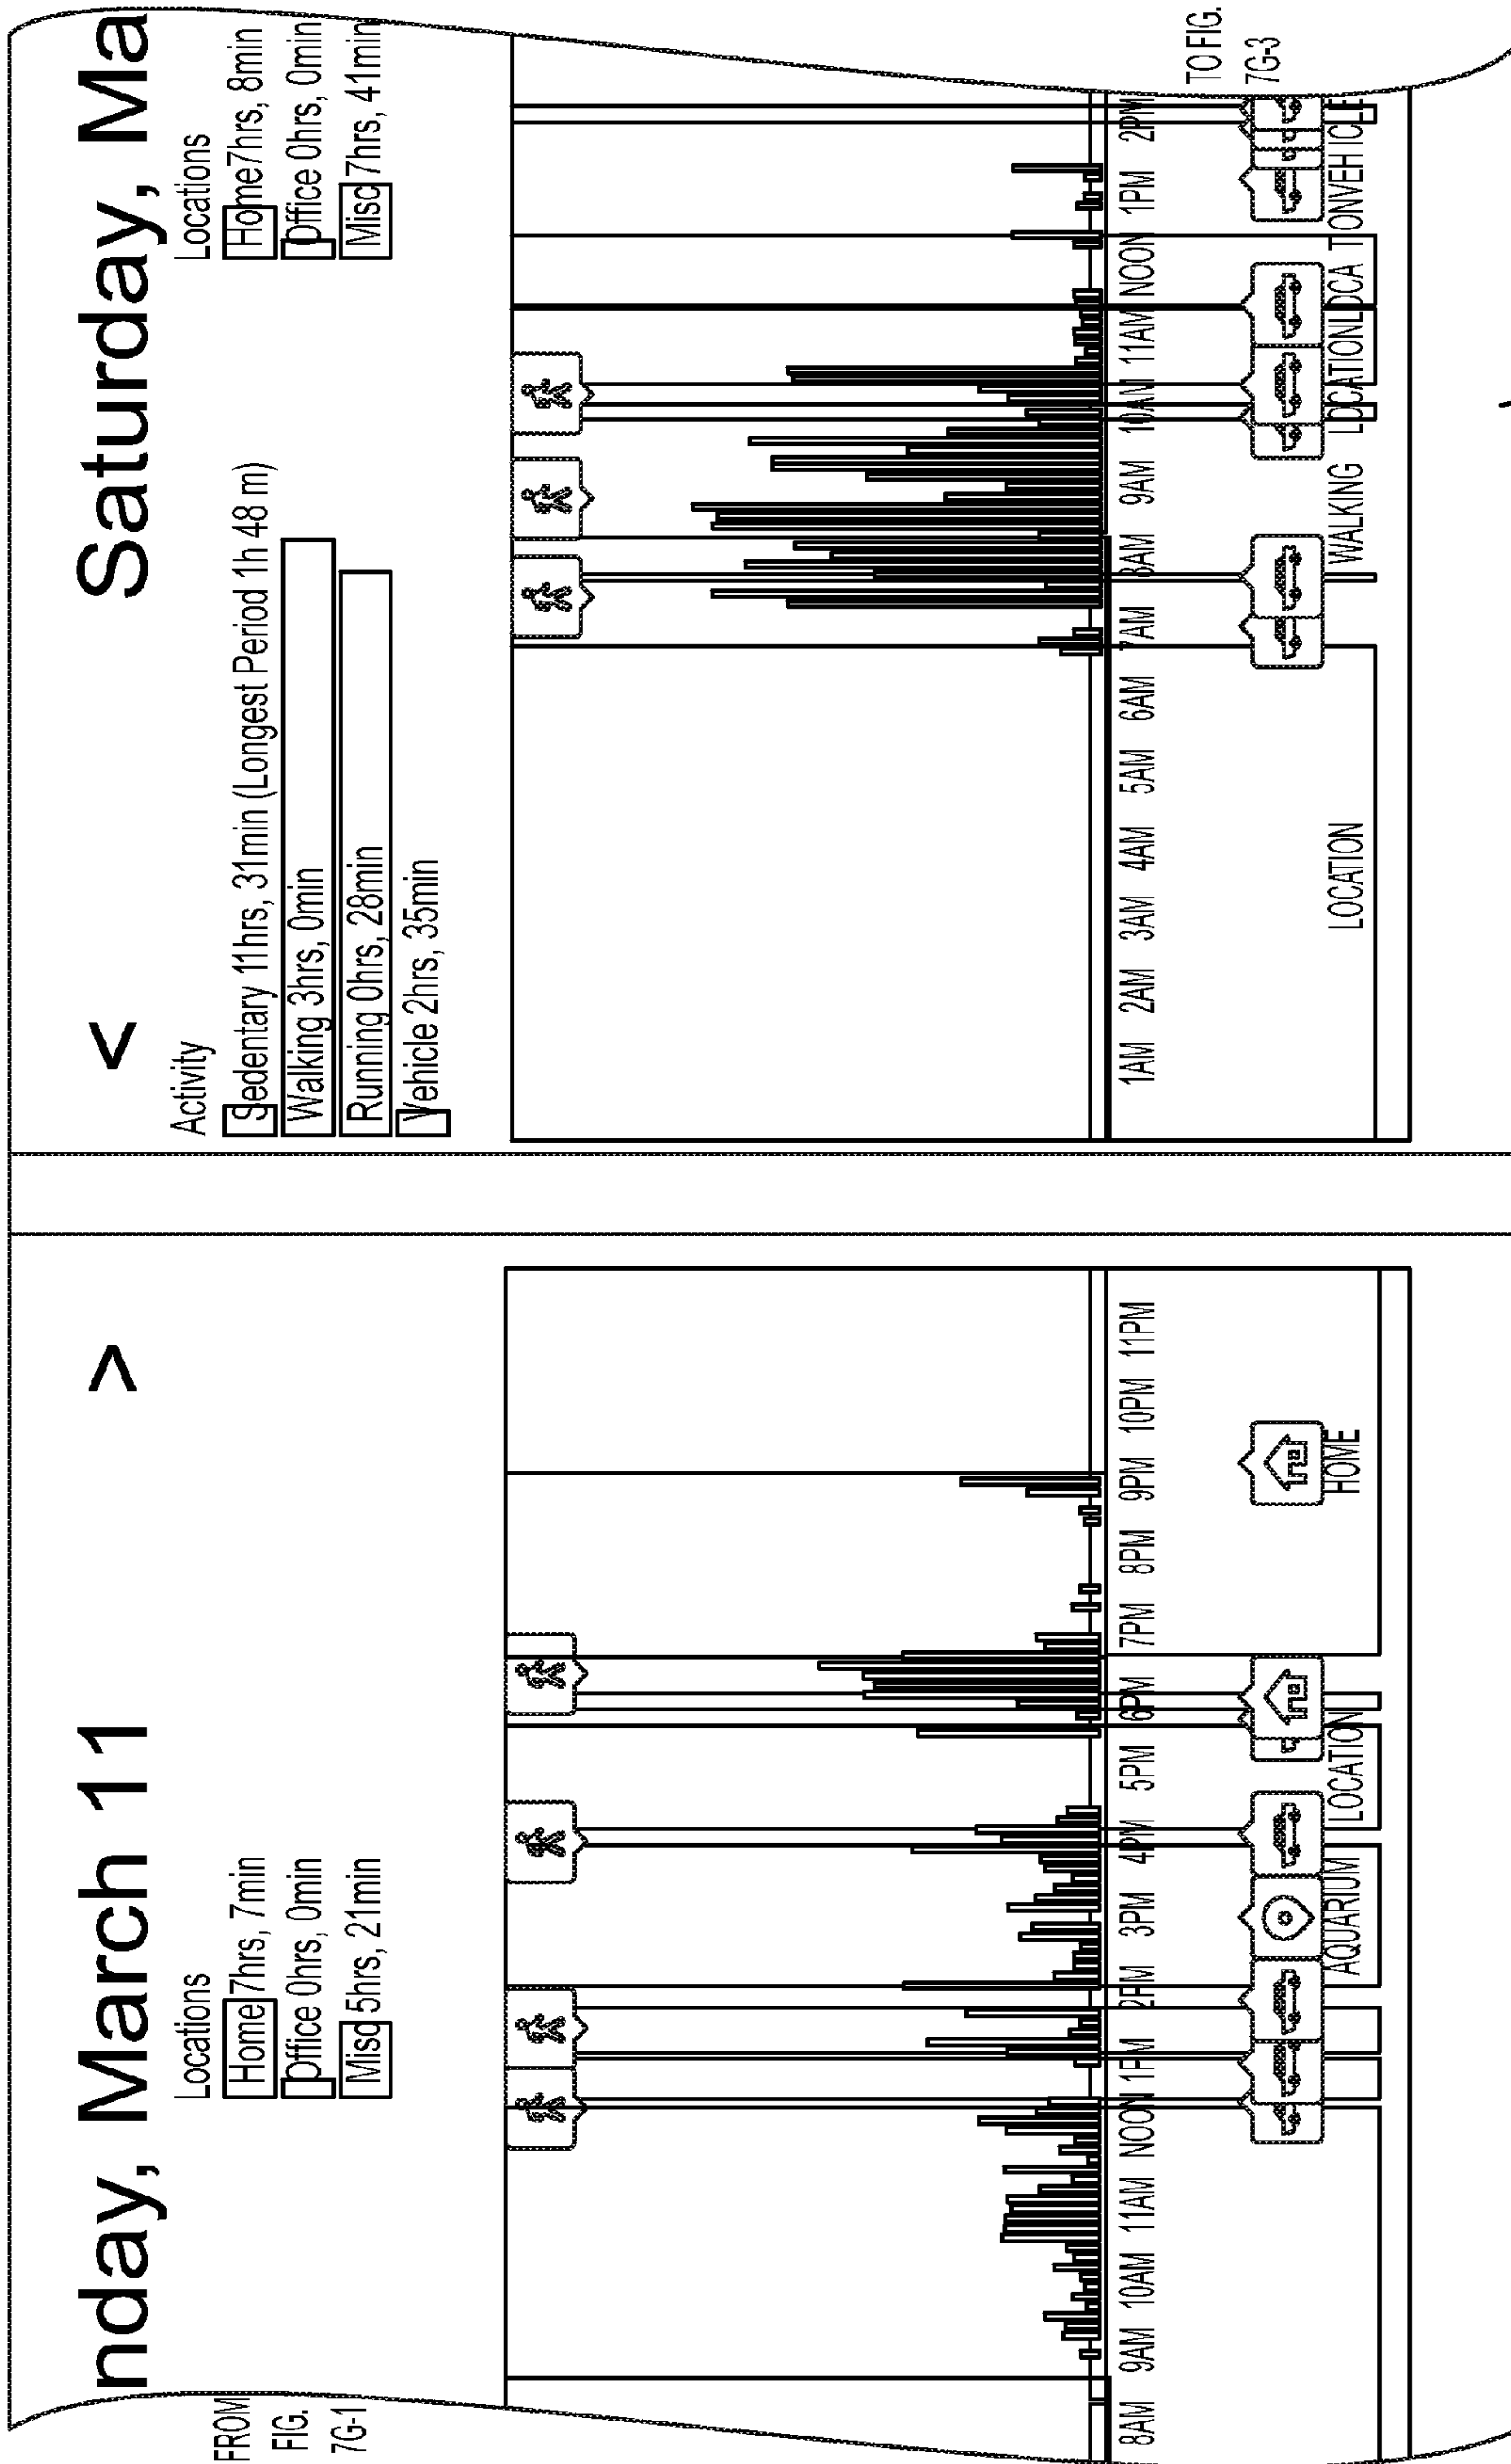 FROM
FIG.
7G-1
nday, March 11 >
Locations
Home 7hrs, 7min
Office 0hrs, 0min
Misc 5hrs, 21min
8AM 9AM 10AM 11AM NOON 1PM 2PM 3PM 4PM 5PM 6PM 7PM 8PM 9PM 10PM 11PM
AQUARIUM LOCATION HOME
< Saturday, Ma
Activity
Sedentary 11hrs, 31min (Longest Period 1h 48 m)
Walking 3hrs, 0min
Running 0hrs, 28min
Vehicle 2hrs, 35min
Locations
Home7hrs, 8min
Office 0hrs, 0min
Misc 7hrs, 41min
1AM 2AM 3AM 4AM 5AM 6AM 7AM 8AM 9AM 10AM 11AM NOON 1PM 2PM
LOCATION WALKING LOCATIONLOCA TONVEHICLE
TO FIG.
7G-3